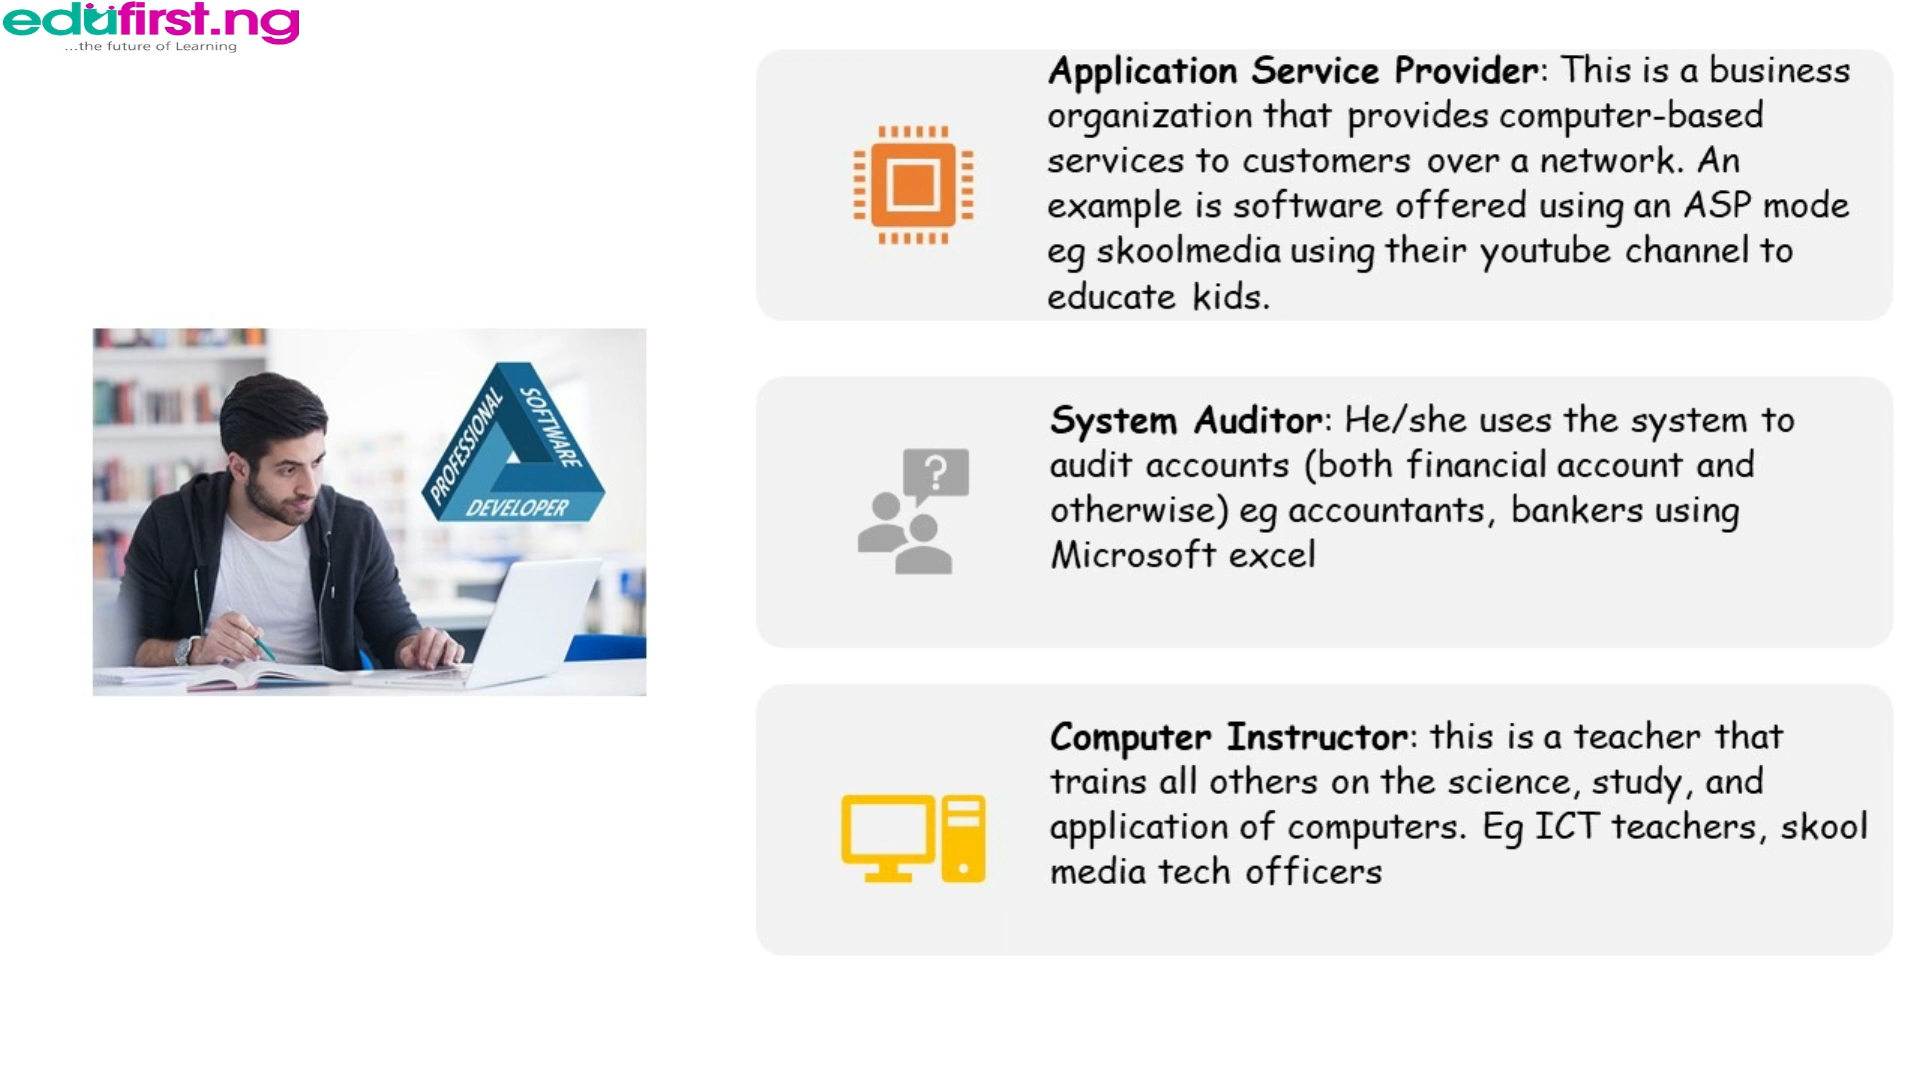 edufirst.ng
...the future of Learning
Application Service Provider: This is a business
organization that provides computer-based
services to customers over a network. An
example is software offered using an ASP mode
eg skoolmedia using their youtube channel to
educate kids.
PROFESSIONAL
SOFTWARE
DEVELOPER
System Auditor: He/she uses the system to
audit accounts (both financial account and
otherwise) eg accountants, bankers using
Microsoft excel
Computer Instructor: this is a teacher that
trains all others on the science, study, and
application of computers. Eg ICT teachers, skool
media tech officers